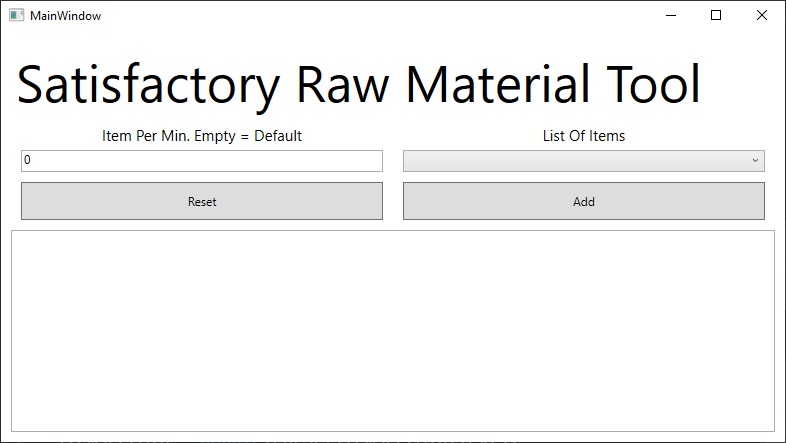 MainWindow
Satisfactory Raw Material Tool
Item Per Min. Empty = Default
List Of Items
0
Reset
Add